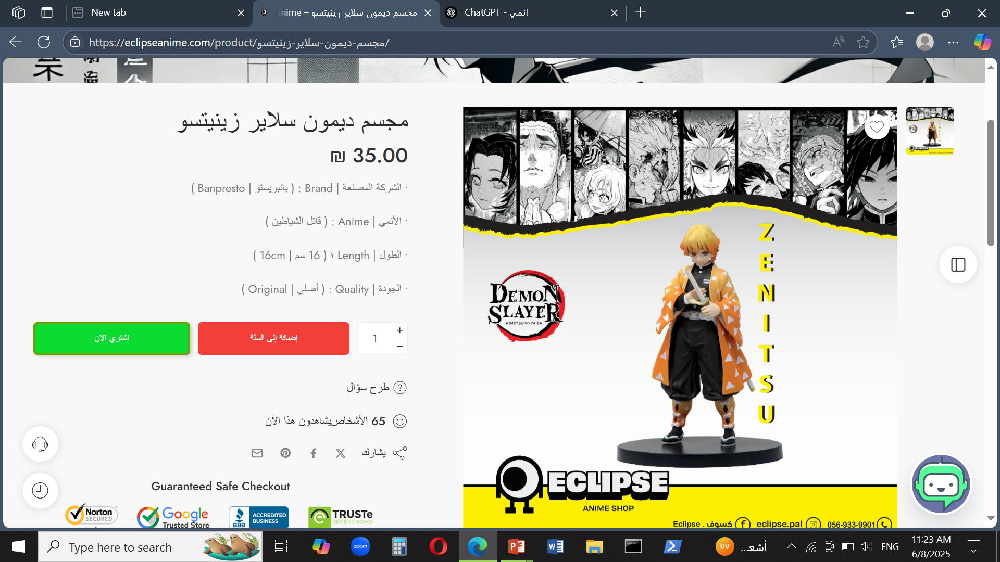 New tab
مجسم ديمون سلاير زينيتسو – anime
ChatGPT - انمي
https://eclipseanime.com/product/مجسم-ديمون-سلاير-زينيتسو/
مجسم ديمون سلاير زينيتسو
35.00 ₪
· الشركة المصنعة | Brand : ( بانبريستو | Banpresto )
· الأنمي | Anime : ( قاتل الشياطين )
· الطول | Length ؛ ( 16 سم | 16cm )
· الجودة | Quality : ( أصلي | Original )
1
+
−
إضافة إلى السلة
اشتري الآن
طرح سؤال
65 الأشخاصيشاهدون هذا الآن
يشارك
Guaranteed Safe Checkout
Norton
SECURED
Google
Trusted Store
BBB
ACCREDITED
BUSINESS
TRUSTe
CERTIFIED PRIVACY
ZENITSU
DEMON
SLAYER
KIMETSU NO YAIBA
ECLIPSE
ANIME SHOP
Eclipse . كسوف
eclipse.pal
056-933-9901
Type here to search
zoom
UV
أشعـ...
ENG
11:23 AM
6/8/2025